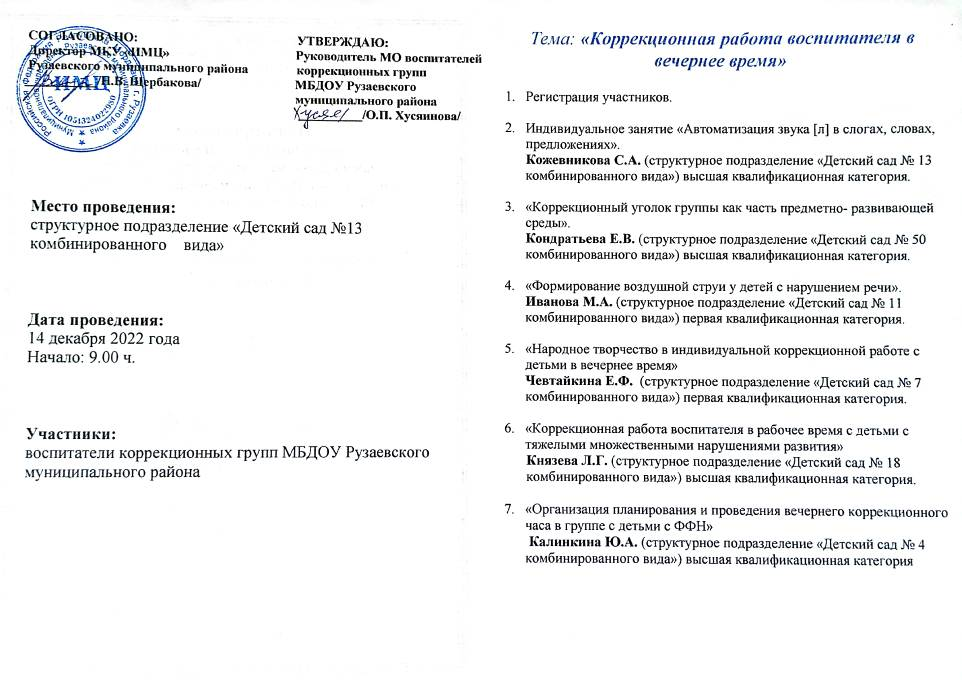 СОГЛАСОВАНО:
Директор МКУ «ИМЦ»
Рузаевского муниципального района
/Н.В. Щербакова/
ИМЦ
ОГРН 1051324022980
УТВЕРЖДАЮ:
Руководитель МО воспитателей
коррекционных групп
МБДОУ Рузаевского
муниципального района
/О.П. Хусяинова/
Место проведения:
структурное подразделение «Детский сад №13
комбинированного вида»
Дата проведения:
14 декабря 2022 года
Начало: 9.00 ч.
Участники:
воспитатели коррекционных групп МБДОУ Рузаевского
муниципального района
Тема: «Коррекционная работа воспитателя в
вечернее время»
1. Регистрация участников.
2. Индивидуальное занятие «Автоматизация звука [л] в слогах, словах,
предложениях».
Кожевникова С.А. (структурное подразделение «Детский сад № 13
комбинированного вида») высшая квалификационная категория.
3. «Коррекционный уголок группы как часть предметно- развивающей
среды».
Кондратьева Е.В. (структурное подразделение «Детский сад № 50
комбинированного вида») высшая квалификационная категория.
4. «Формирование воздушной струи у детей с нарушением речи».
Иванова М.А. (структурное подразделение «Детский сад № 11
комбинированного вида») первая квалификационная категория.
5. «Народное творчество в индивидуальной коррекционной работе с
детьми в вечернее время»
Чевтайкина Е.Ф. (структурное подразделение «Детский сад № 7
комбинированного вида») первая квалификационная категория.
6. «Коррекционная работа воспитателя в рабочее время с детьми с
тяжелыми множественными нарушениями развития»
Князева Л.Г. (структурное подразделение «Детский сад № 18
комбинированного вида») высшая квалификационная категория.
7. «Организация планирования и проведения вечернего коррекционного
часа в группе с детьми с ФФН»
Калинкина Ю.А. (структурное подразделение «Детский сад № 4
комбинированного вида») высшая квалификационная категория